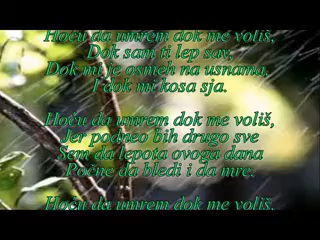 Hoću da umrem dok me voliš,
Dok sam ti lep sav,
Dok mi je osmeh na usnama,
I dok mi kosa sja.
Hoću da umrem dok me voliš,
Jer podneo bih drugo sve
Sem da lepota ovoga dana
Počne da bledi i da mre.
Hoću da umrem dok me voliš,